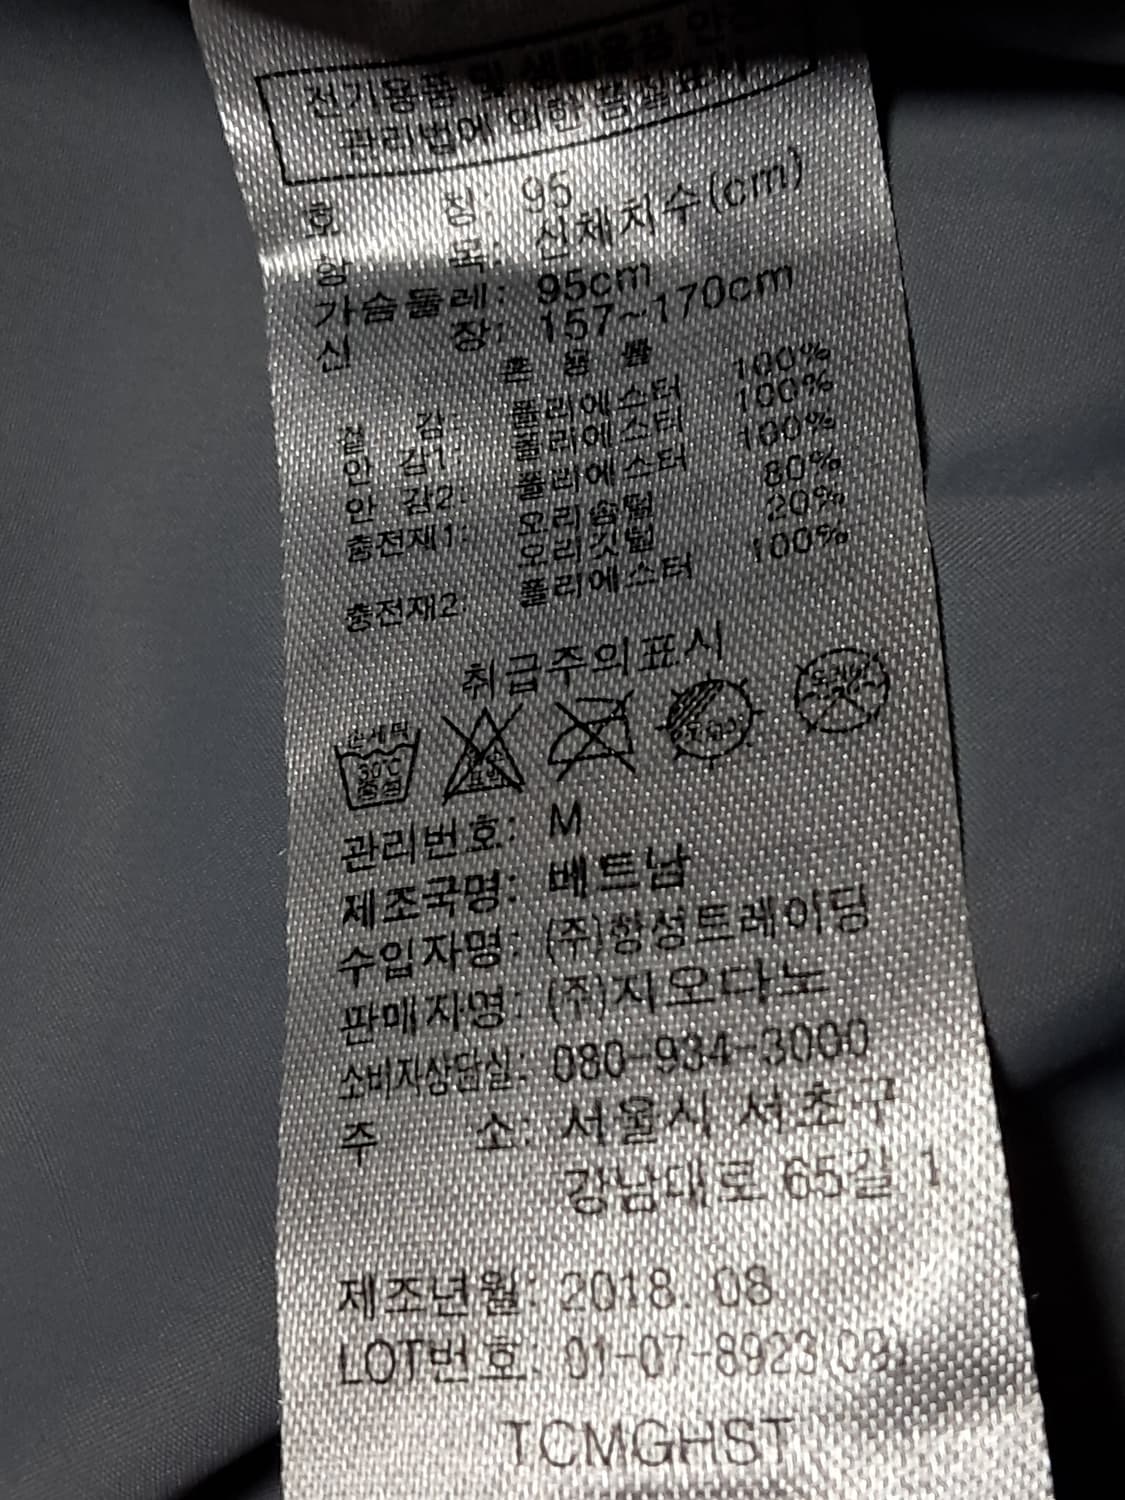 전기용품 및 생활용품 안전
관리법에 의한 품질표시
호 칭: 95
항 목: 신체치수(cm)
가슴둘레: 95cm
신 장: 157~170cm
혼 용 률
겉 감: 폴리에스터 100%
안 감1: 폴리에스터 100%
안 감2: 폴리에스터 100%
충전재1: 오리솜털 80%
오리깃털 20%
충전재2: 폴리에스터 100%
취급주의표시
손세탁
30℃
중성
표백
드라이
관리번호: M
제조국명: 베트남
수입자명: (주)항성트레이딩
판매자명: (주)지오다노
소비자상담실: 080-934-3000
주 소: 서울시 서초구
강남대로 65길 1
제조년월: 2018. 08
LOT번호: 01-07-8923
TCMGHST